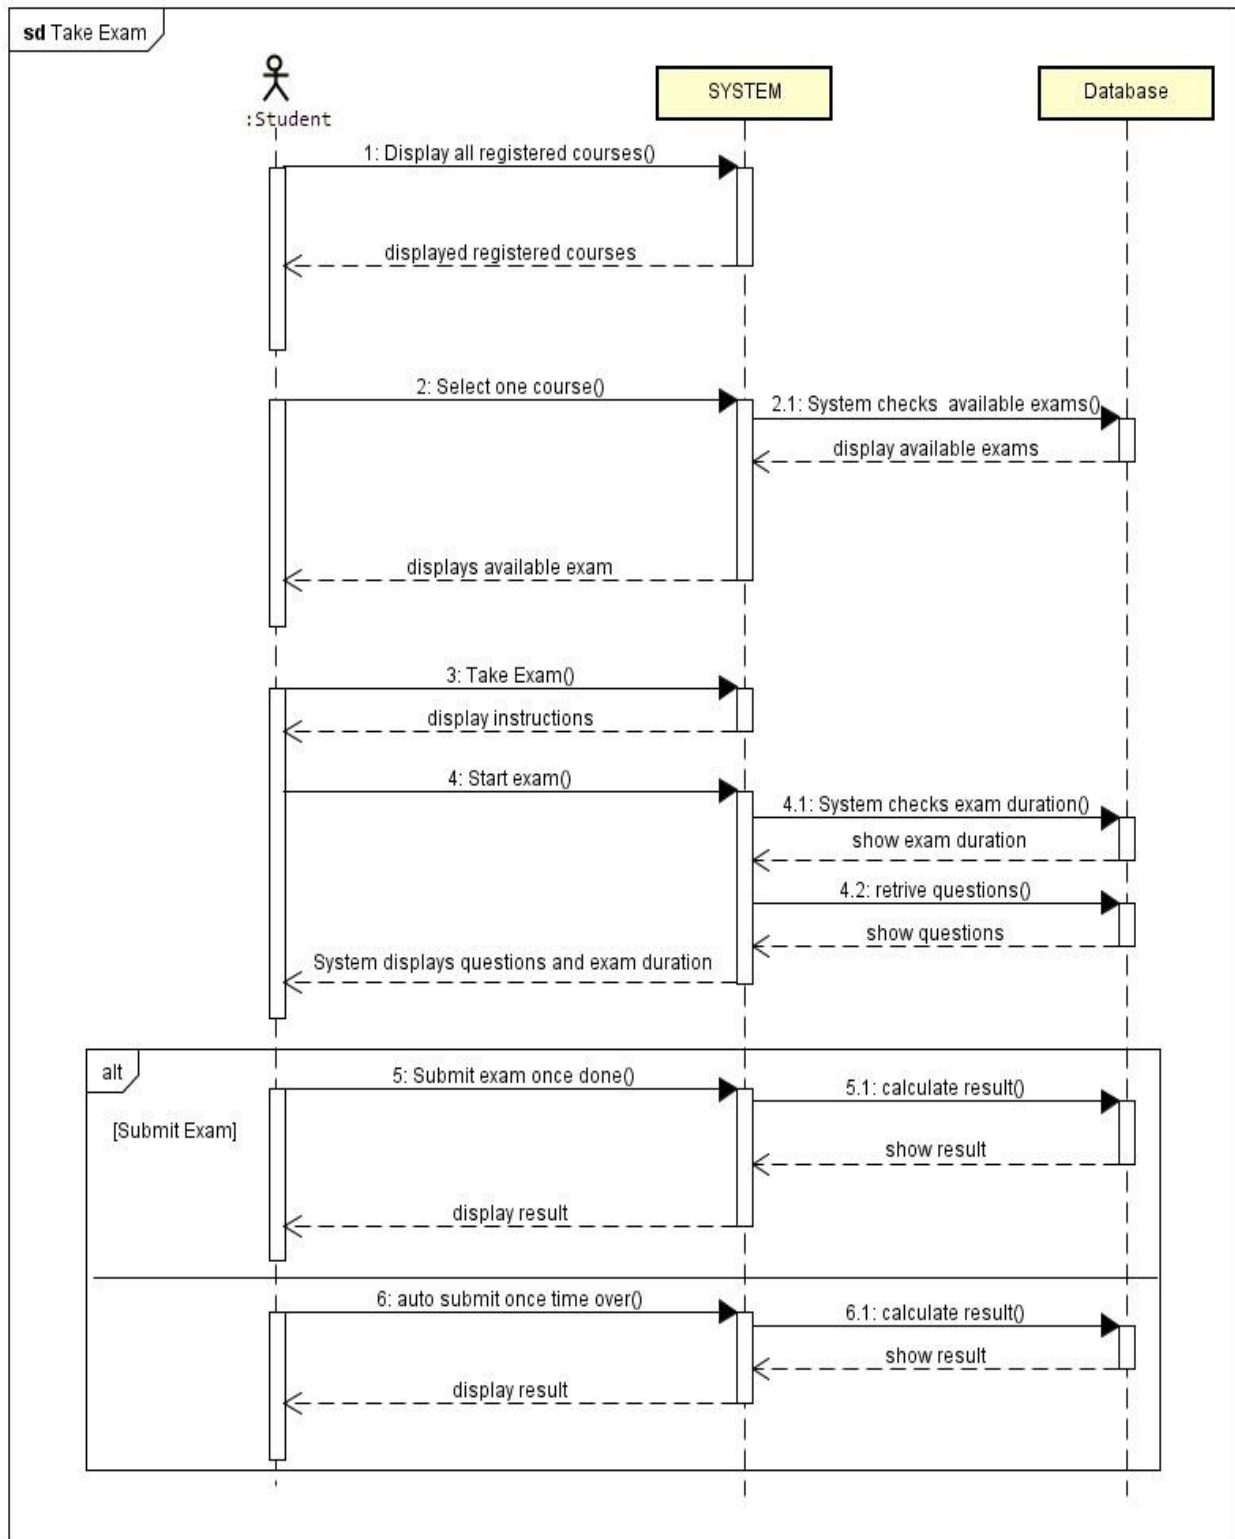 sd Take Exam
:Student
SYSTEM
Database
1: Display all registered courses()
displayed registered courses
2: Select one course()
2.1: System checks  available exams()
display available exams
displays available exam
3: Take Exam()
display instructions
4: Start exam()
4.1: System checks exam duration()
show exam duration
4.2: retrive questions()
show questions
System displays questions and exam duration
alt
5: Submit exam once done()
5.1: calculate result()
[Submit Exam]
show result
display result
6: auto submit once time over()
6.1: calculate result()
show result
display result